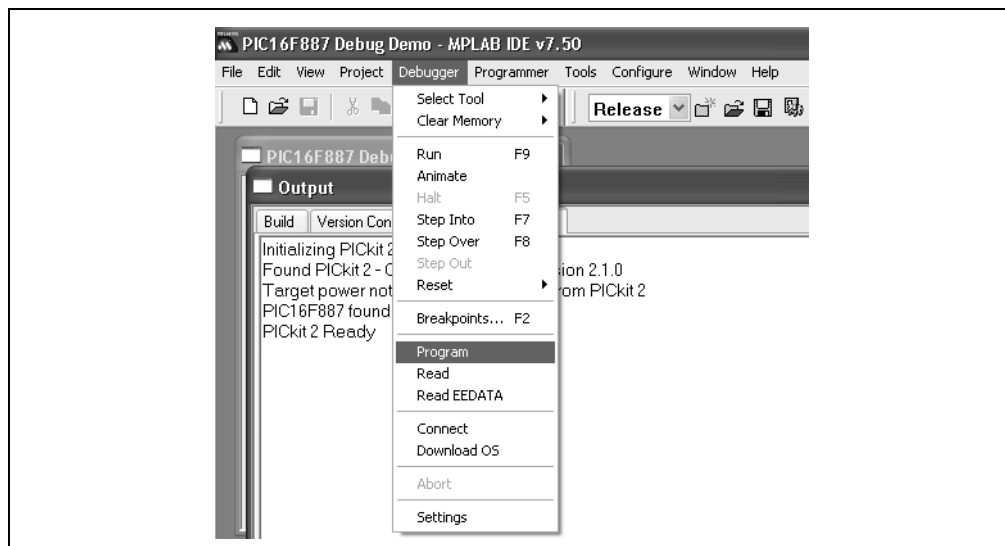 PIC16F887 Debug Demo - MPLAB IDE v7.50
File Edit View Project Debugger Programmer Tools Configure Window Help
Release
Select Tool
Clear Memory
Run F9
Animate
Halt F5
Step Into F7
Step Over F8
Step Out
Reset
Breakpoints... F2
Program
Read
Read EEDATA
Connect
Download OS
Abort
Settings
PIC16F887
Output
Build Version Con
Initializing PICkit 2
Found PICkit 2 - sion 2.1.0
Target power not om PICkit 2
PIC16F887 found
PICkit 2 Ready